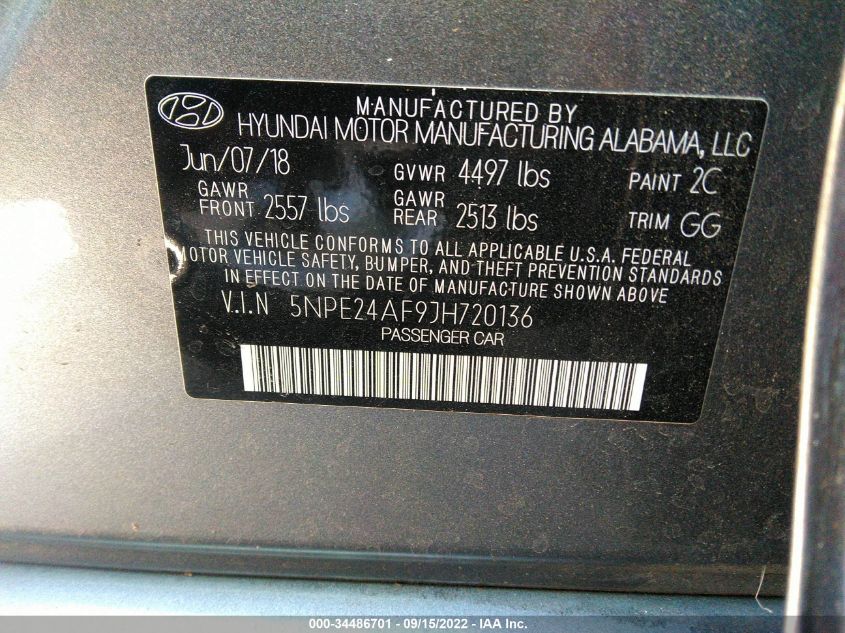 MANUFACTURED BY
HYUNDAI MOTOR MANUFACTURING ALABAMA, LLC
Jun/07/18 GVWR 4497 lbs PAINT 2C
GAWR FRONT 2557 lbs GAWR REAR 2513 lbs TRIM GG
THIS VEHICLE CONFORMS TO ALL APPLICABLE U.S.A. FEDERAL
MOTOR VEHICLE SAFETY, BUMPER, AND THEFT PREVENTION STANDARDS
IN EFFECT ON THE DATE OF MANUFACTURE SHOWN ABOVE
V.I.N 5NPE24AF9JH720136
PASSENGER CAR
000-34486701 - 09/15/2022 - IAA Inc.